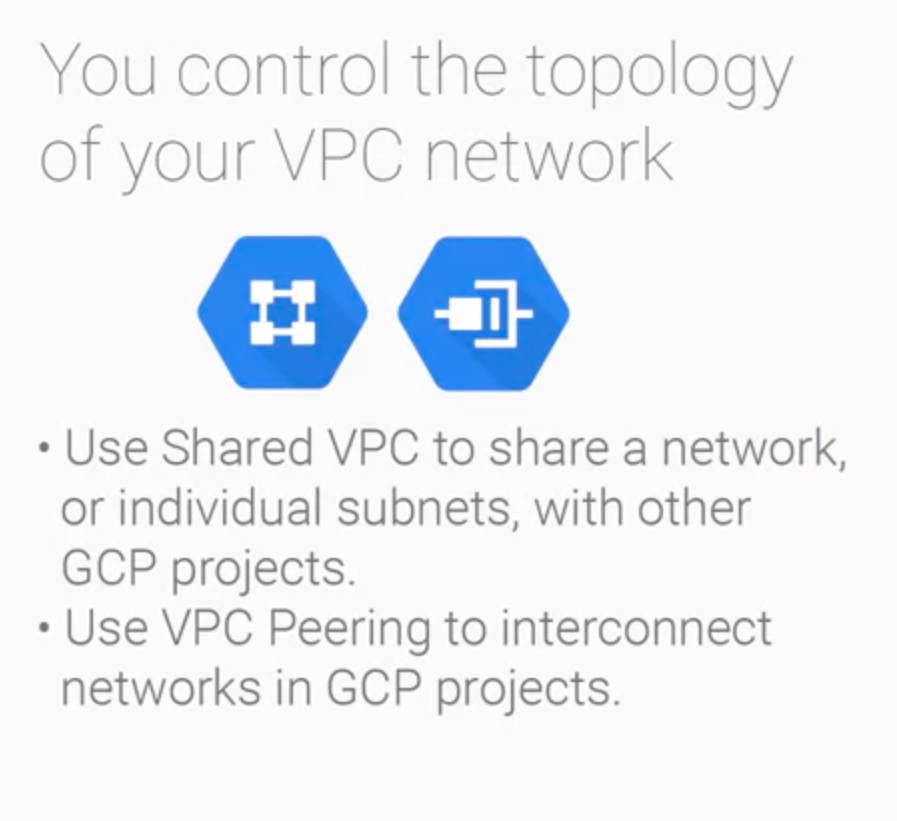 You control the topology
of your VPC network
• Use Shared VPC to share a network,
or individual subnets, with other
GCP projects.
• Use VPC Peering to interconnect
networks in GCP projects.